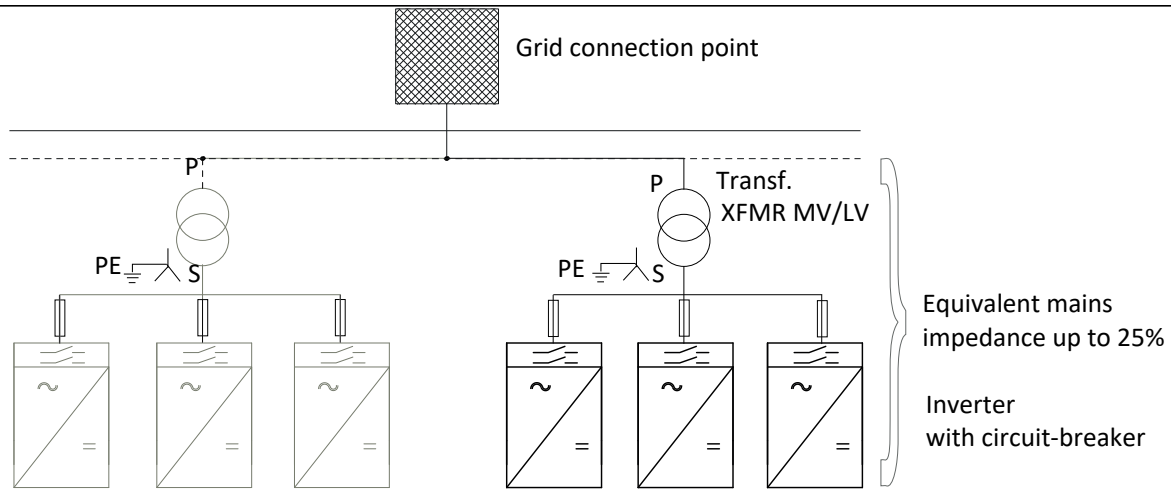 Grid connection point
P
P
Transf.
XFMR MV/LV
PE
S
PE
S
Equivalent mains
impedance up to 25%
Inverter
with circuit-breaker